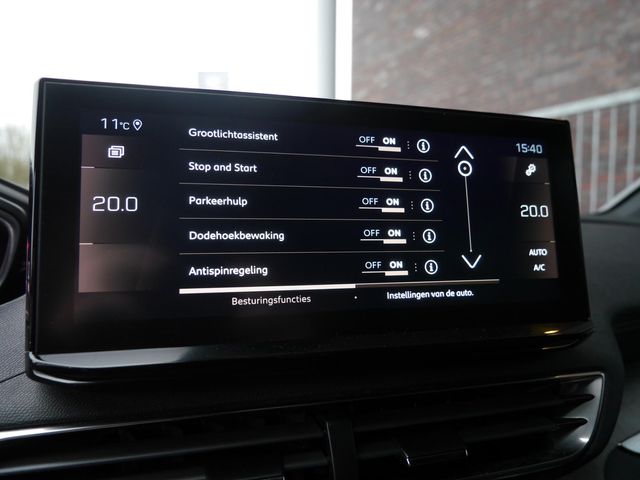 11°C
15:40
Grootlichtassistent OFF ON
Stop and Start OFF ON
Parkeerhulp OFF ON
Dodehoekbewaking OFF ON
Antispinregeling OFF ON
20.0
20.0
AUTO
A/C
Besturingsfuncties
Instellingen van de auto.